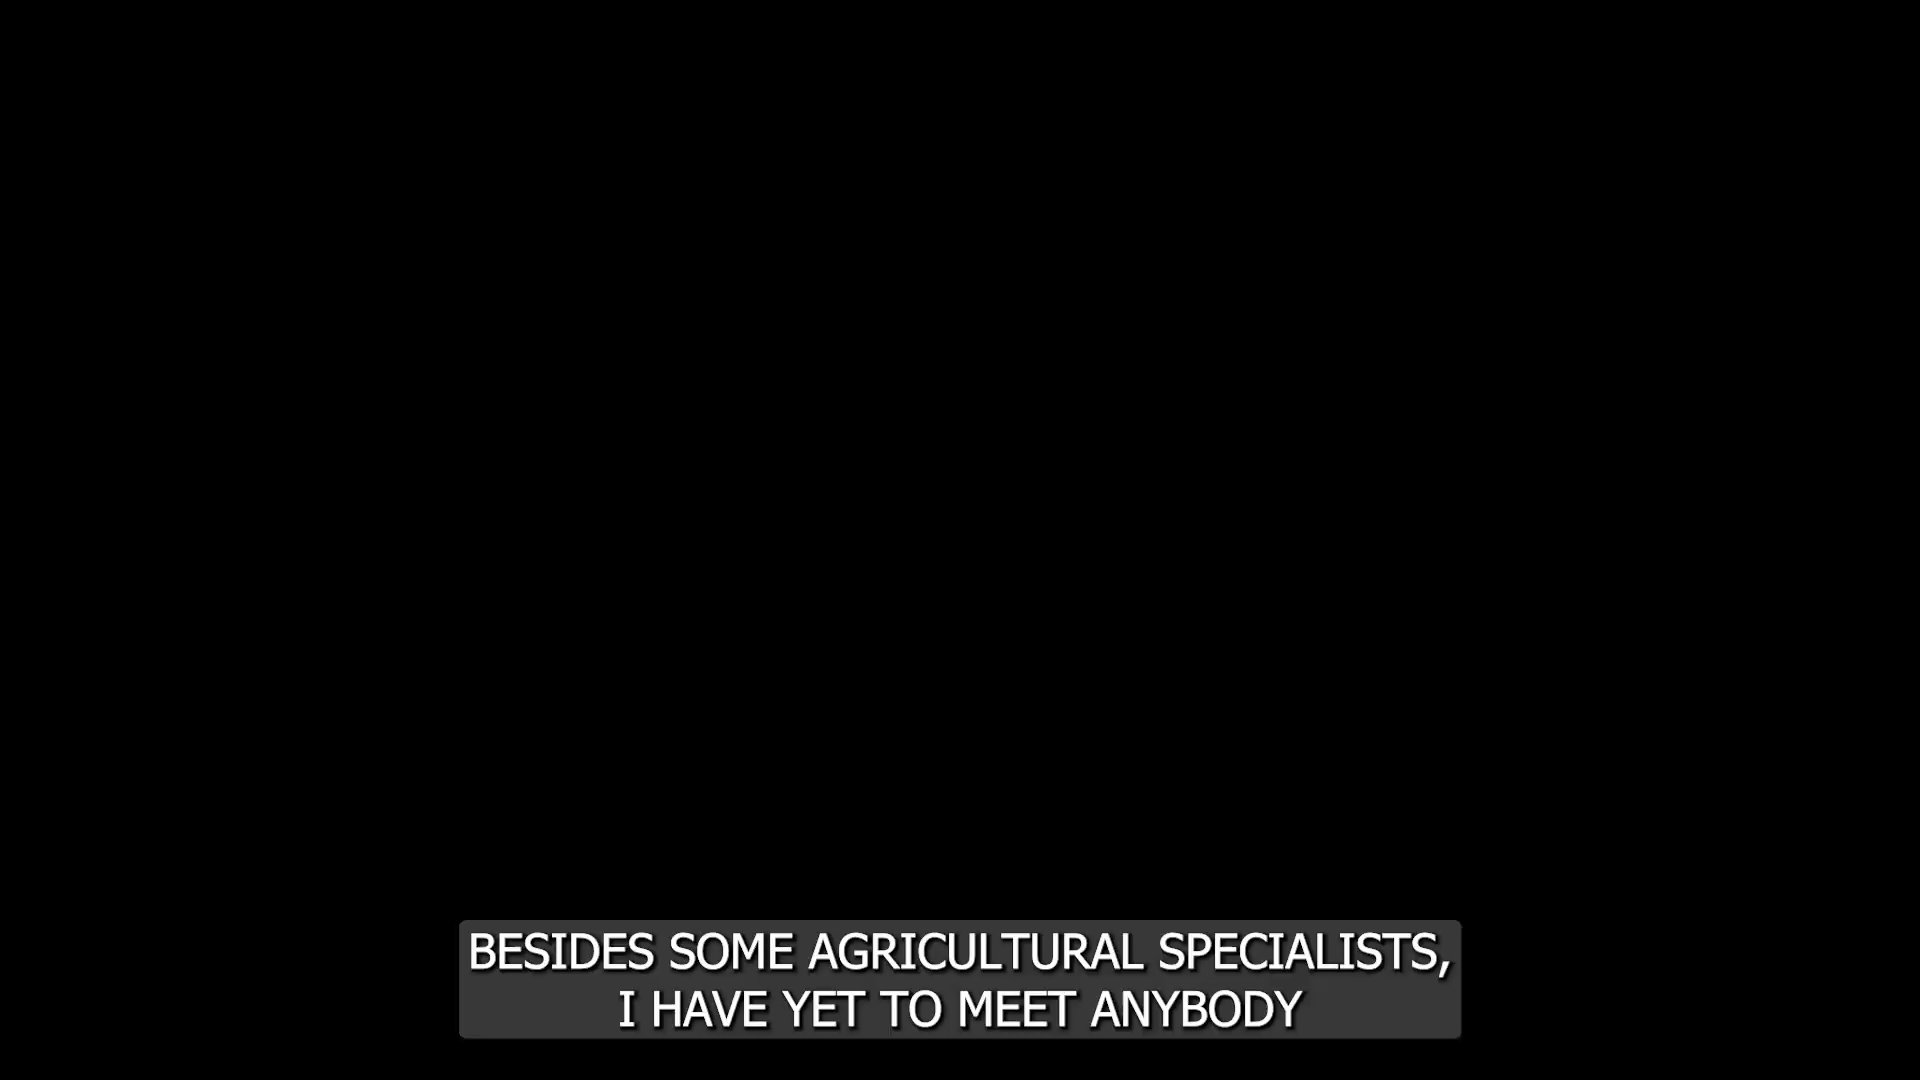 BESIDES SOME AGRICULTURAL SPECIALISTS,
I HAVE YET TO MEET ANYBODY